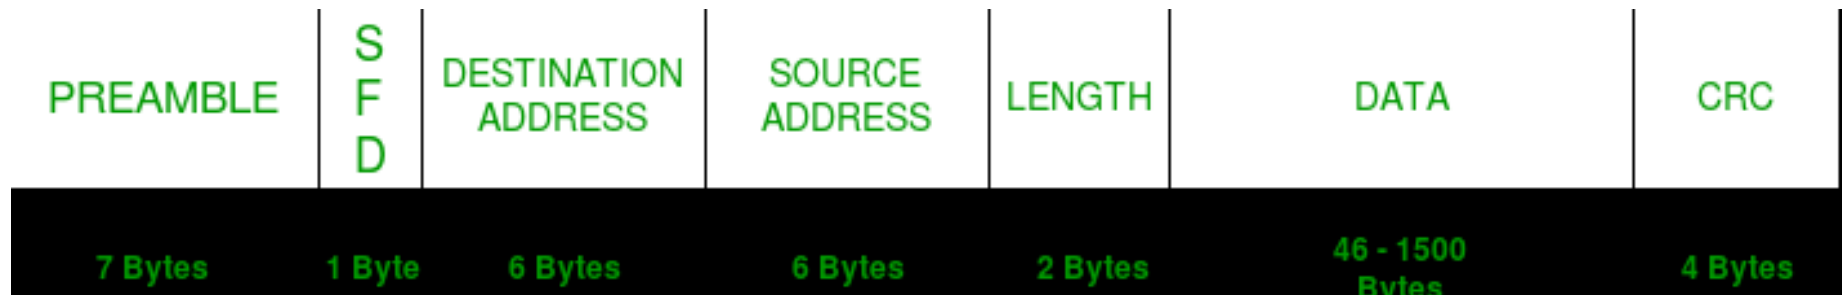 PREAMBLE
S
F
D
DESTINATION
ADDRESS
SOURCE
ADDRESS
LENGTH
DATA
CRC
7 Bytes
1 Byte
6 Bytes
6 Bytes
2 Bytes
46 - 1500
Bytes
4 Bytes